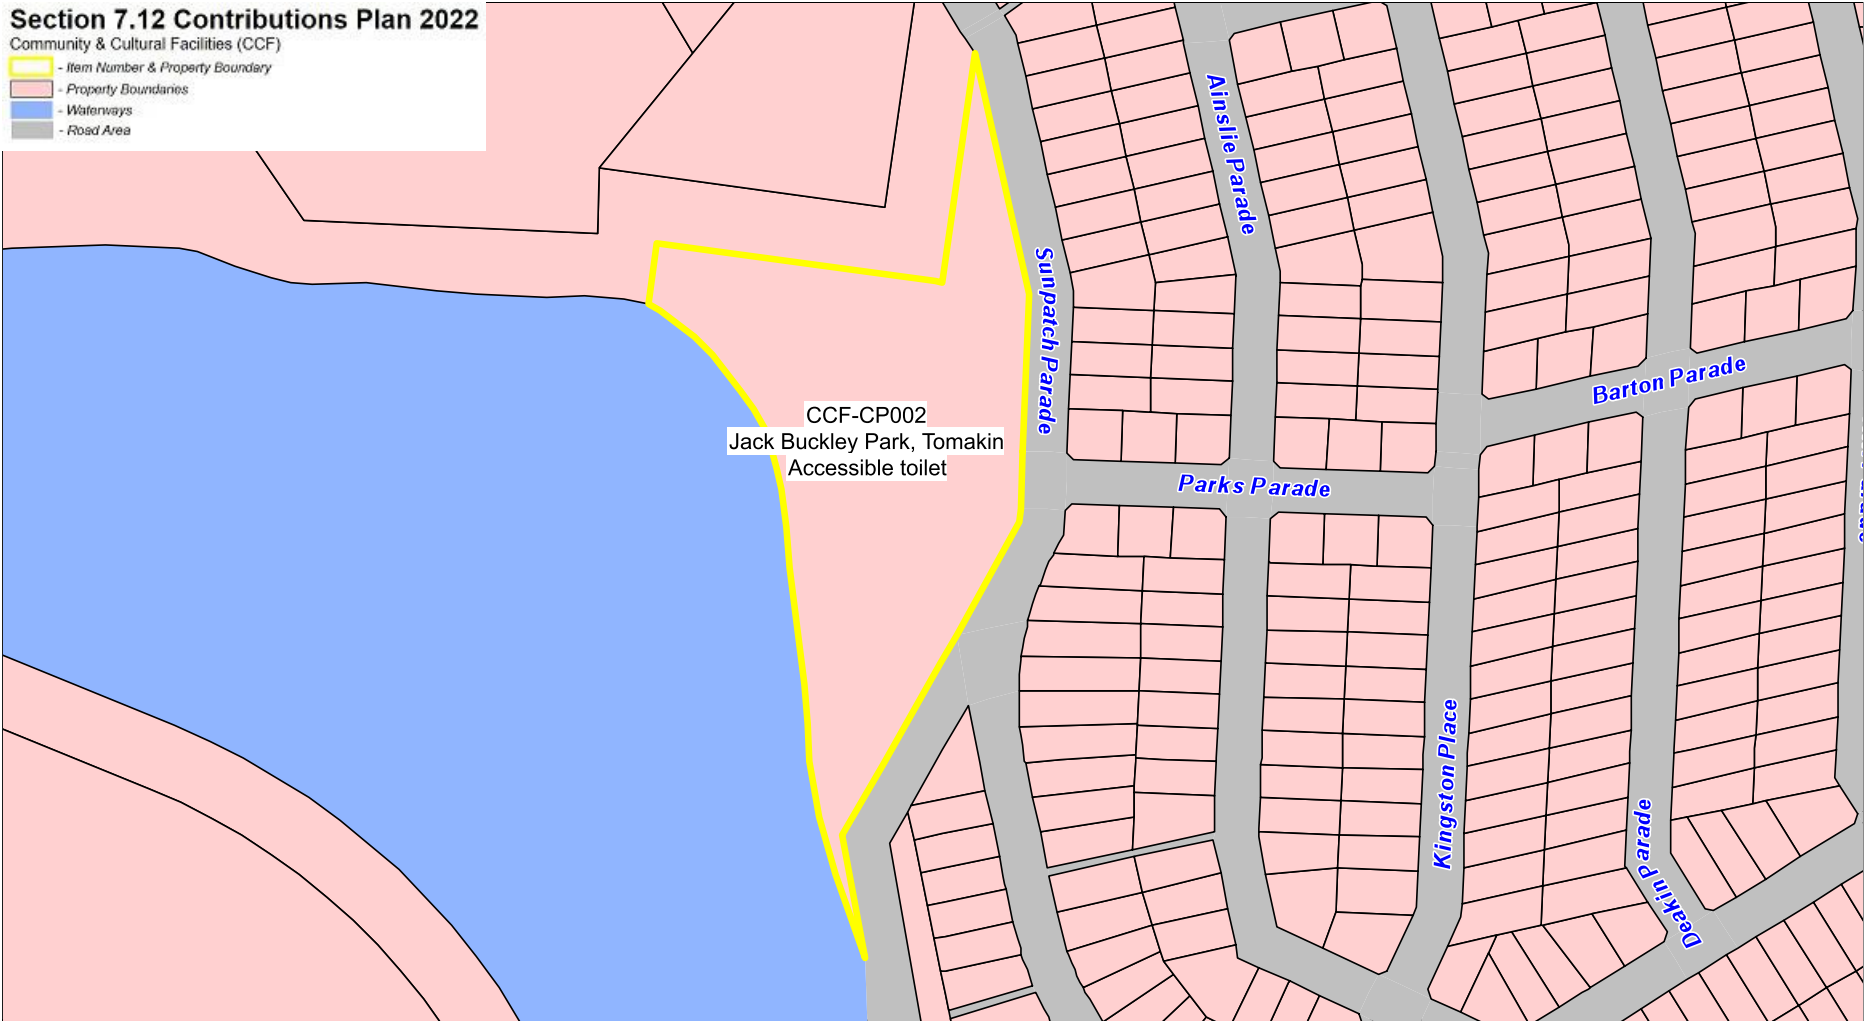 Section 7.12 Contributions Plan 2022
Community & Cultural Facilities (CCF)
- Item Number & Property Boundary
- Property Boundaries
- Waterways
- Road Area
Ainslie Parade
Sunpatch Parade
Barton Parade
CCF-CP002
Jack Buckley Park, Tomakin
Accessible toilet
Parks Parade
Kingston Place
Deakin Parade